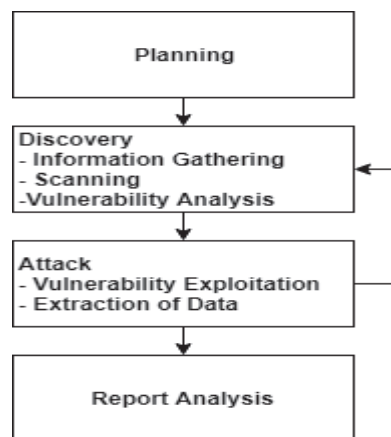 Planning
Discovery
- Information Gathering
- Scanning
-Vulnerability Analysis
Attack
- Vulnerability Exploitation
- Extraction of Data
Report Analysis